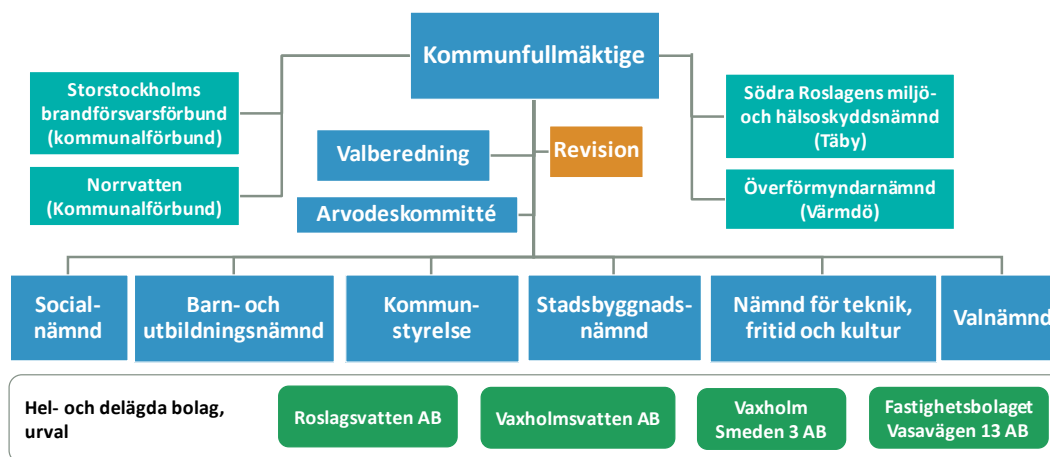 Kommunfullmäktige
Storstockholms
brandförsvarsförbund
(kommunalförbund)
Norrvatten
(Kommunalförbund)
Valberedning
Revision
Arvodeskommitté
Södra Roslagens miljö-
och hälsoskyddsnämnd
(Täby)
Överförmyndarnämnd
(Värmdö)
Social-
nämnd
Barn- och
utbildningsnämnd
Kommun-
styrelse
Stadsbyggnads-
nämnd
Nämnd för teknik,
fritid och kultur
Valnämnd
Hel- och delägda bolag,
urval
Roslagsvatten AB
Vaxholmsvatten AB
Vaxholm
Smeden 3 AB
Fastighetsbolaget
Vasavägen 13 AB